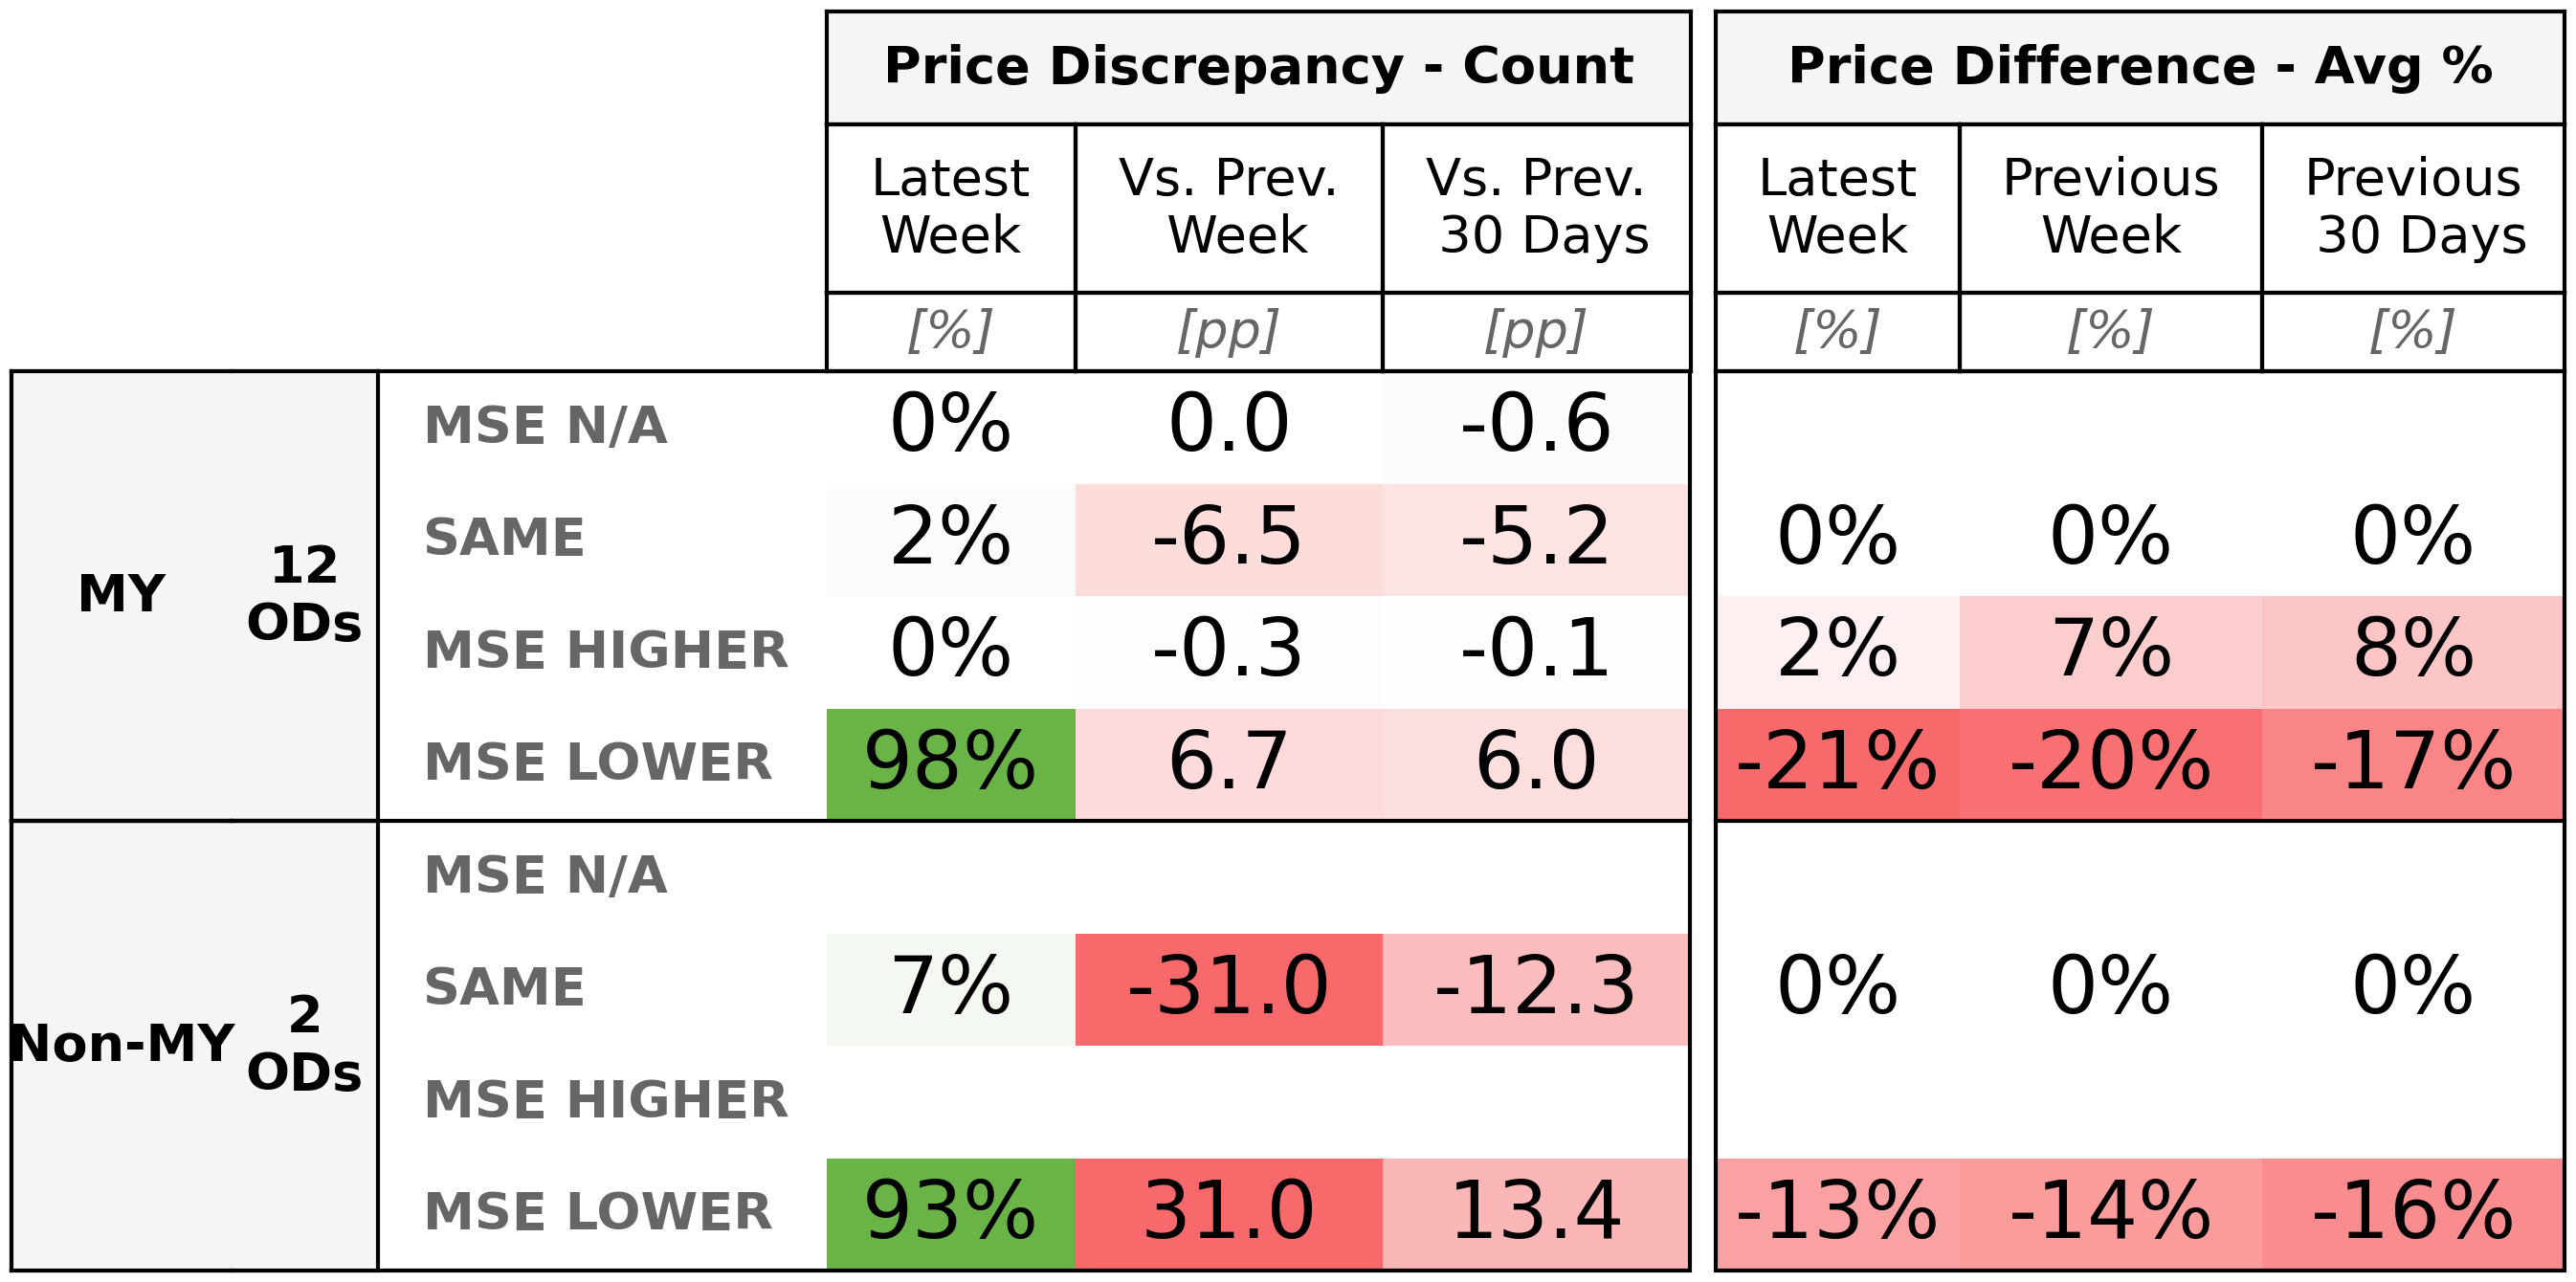 Price Discrepancy - Count Price Difference - Avg %
Latest Week Vs. Prev. Week Vs. Prev. 30 Days Latest Week Previous Week Previous 30 Days
[%] [pp] [pp] [%] [%] [%]
MY 12 ODs
MSE N/A 0% 0.0 -0.6
SAME 2% -6.5 -5.2 0% 0% 0%
MSE HIGHER 0% -0.3 -0.1 2% 7% 8%
MSE LOWER 98% 6.7 6.0 -21% -20% -17%
Non-MY 2 ODs
MSE N/A
SAME 7% -31.0 -12.3 0% 0% 0%
MSE HIGHER
MSE LOWER 93% 31.0 13.4 -13% -14% -16%